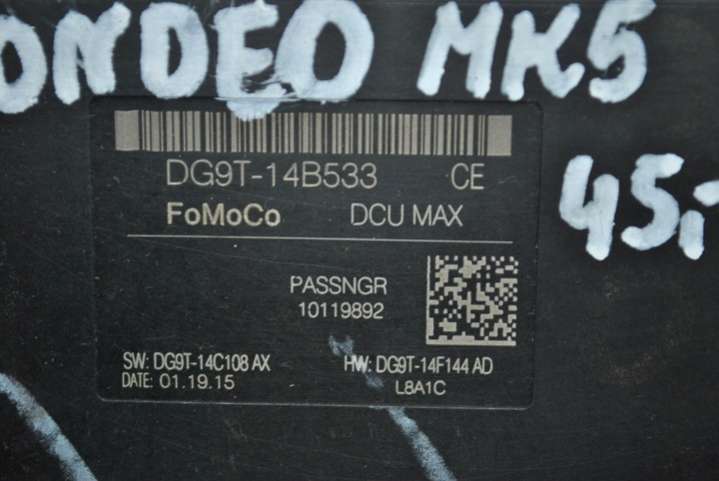 ONDEO MK5
45i
DG9T-14B533 CE
FoMoCo DCU MAX
PASSNGR
10119892
SW: DG9T-14C108 AX HW: DG9T-14F144 AD
DATE: 01.19.15 L8A1C